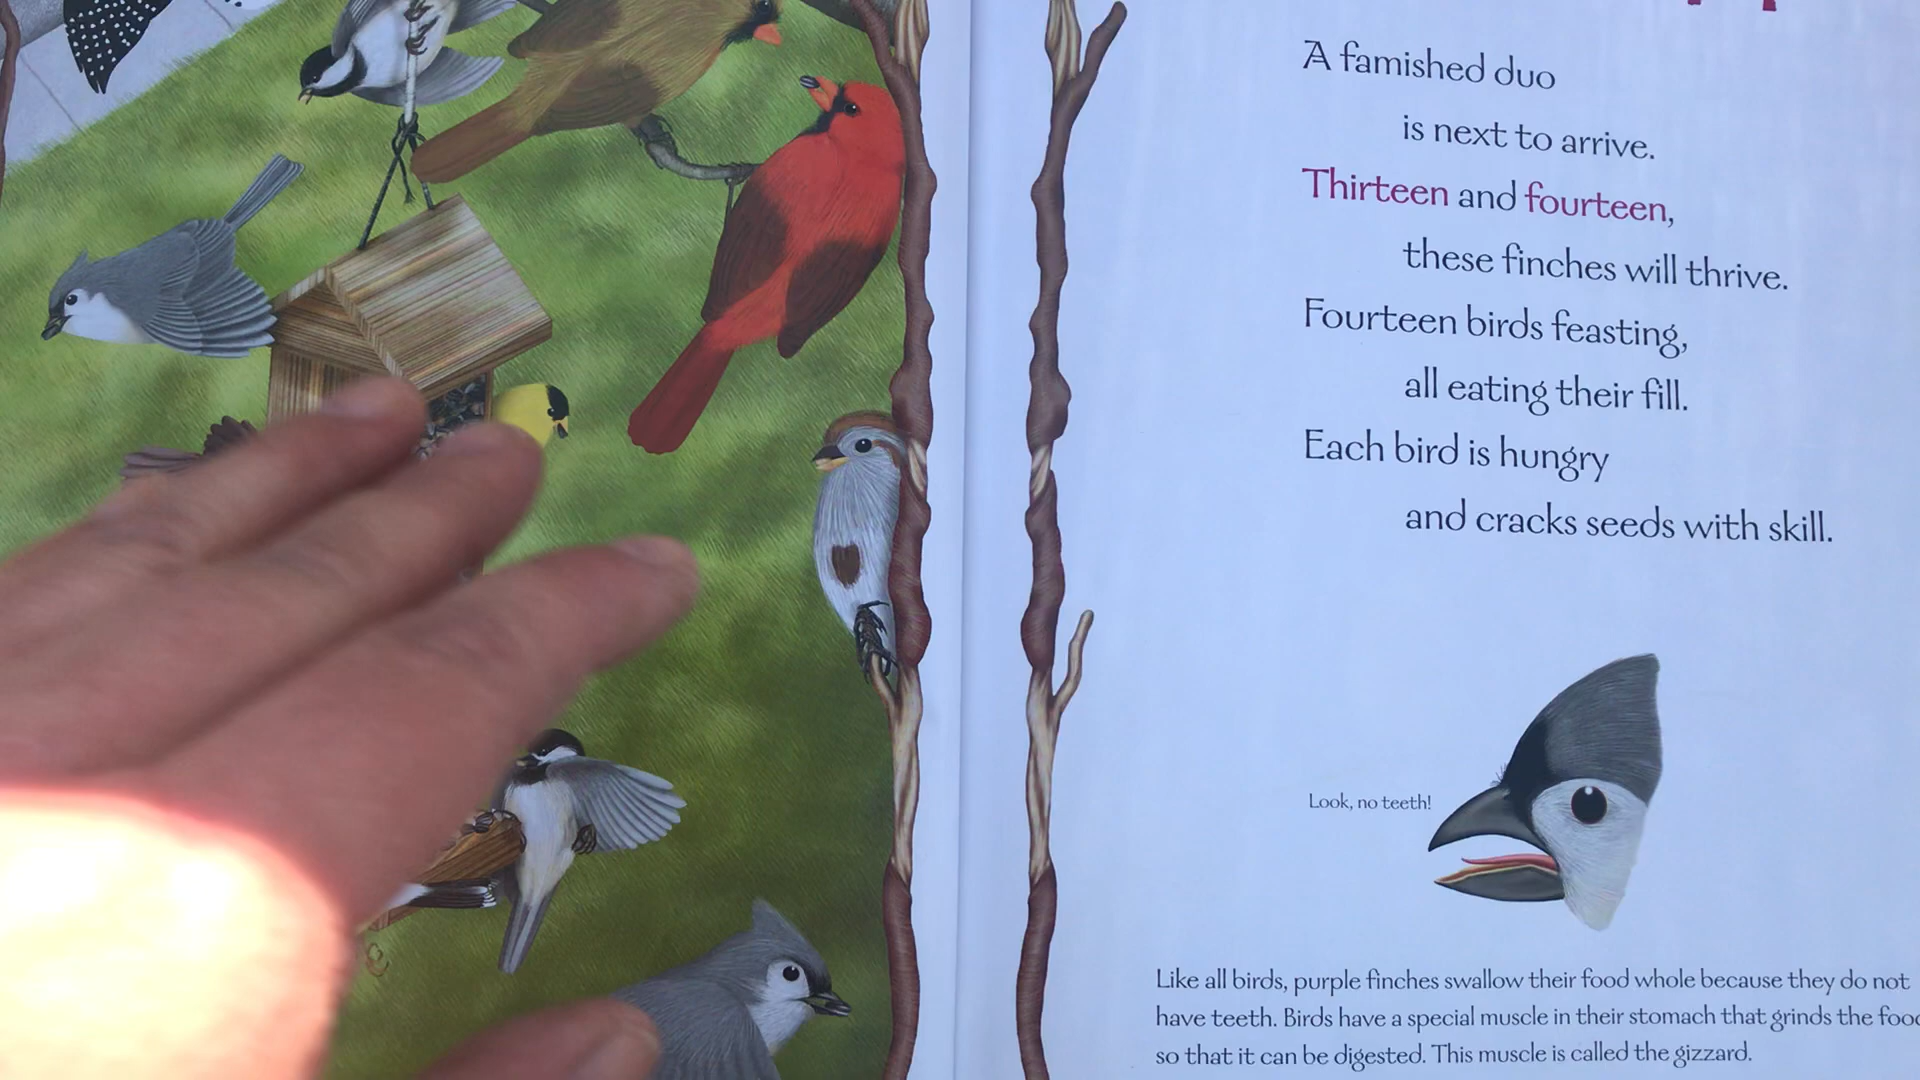 A famished duo
is next to arrive.
Thirteen and fourteen,
these finches will thrive.
Fourteen birds feasting,
all eating their fill.
Each bird is hungry
and cracks seeds with skill.
Look, no teeth!
Like all birds, purple finches swallow their food whole because they do not
have teeth. Birds have a special muscle in their stomach that grinds the
so that it can be digested. This muscle is called the gizzard.